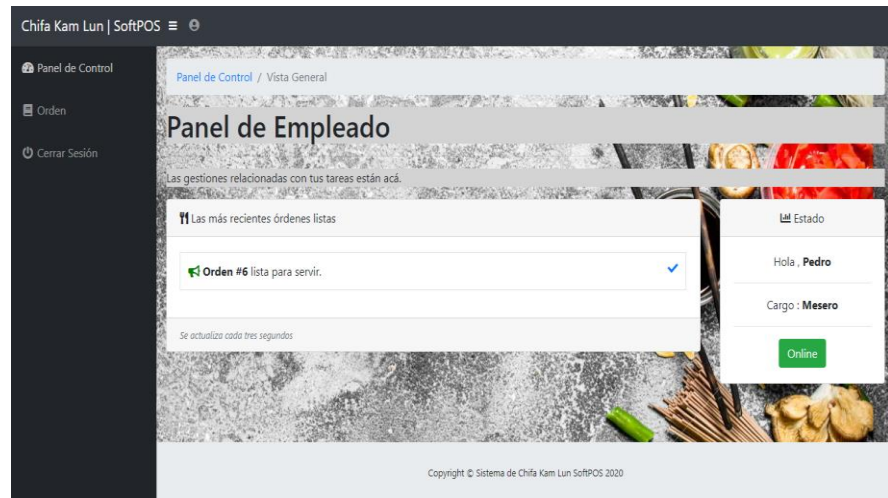 Chifa Kam Lun | SoftPOS
Panel de Control
Orden
Cerrar Sesión
Panel de Control / Vista General
Panel de Empleado
Las gestiones relacionadas con tus tareas están acá.
Las más recientes órdenes listas
Orden #6 lista para servir.
Se actualiza cada tres segundos
Estado
Hola , Pedro
Cargo : Mesero
Online
Copyright © Sistema de Chifa Kam Lun SoftPOS 2020